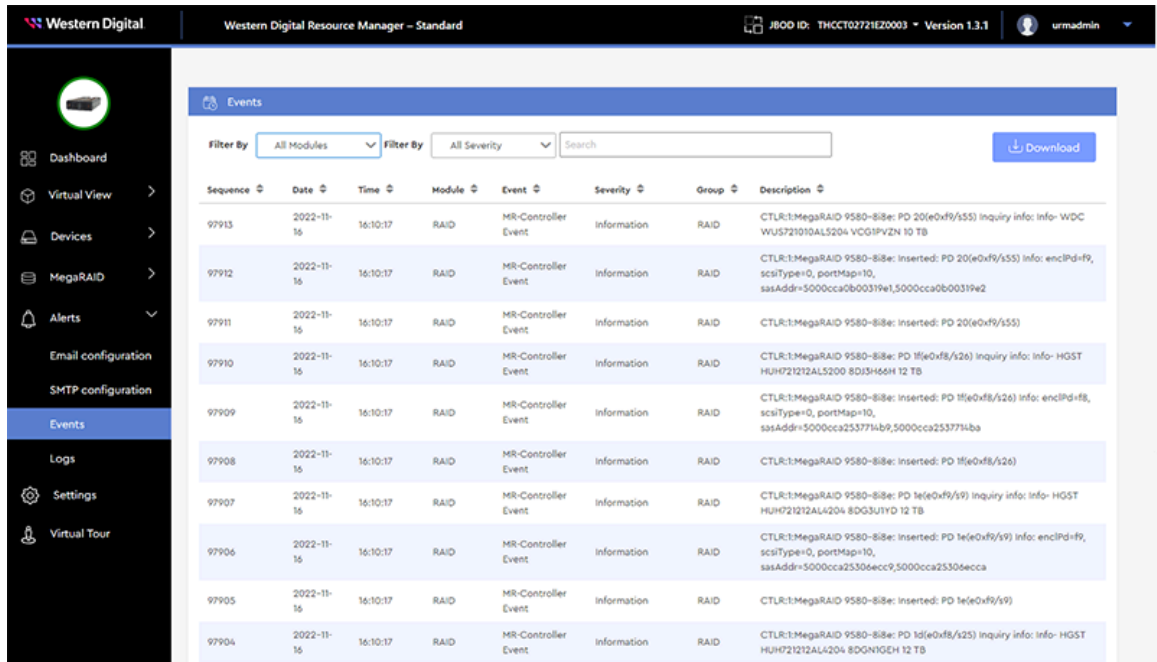 Western Digital.
Western Digital Resource Manager – Standard
JBOD ID: THCCT02721EZ0003 Version 1.3.1
urmadmin
Dashboard
Virtual View
Devices
MegaRAID
Alerts
Email configuration
SMTP configuration
Events
Logs
Settings
Virtual Tour
Events
Filter By All Modules Filter By All Severity Search Download
Sequence Date Time Module Event Severity Group Description
97913 2022-11-16 16:10:17 RAID MR-Controller Event Information RAID CTLR:1:MegaRAID 9580-8i8e: PD 20(e0xf9/s55) Inquiry info: Info- WDC
WUS721010AL5204 VCG1PVZN 10 TB
97912 2022-11-16 16:10:17 RAID MR-Controller Event Information RAID CTLR:1:MegaRAID 9580-8i8e: Inserted: PD 20(e0xf9/s55) Info: enclPd=f9,
scsiType=0, portMap=10,
sasAddr=5000cca0b00319e1,5000cca0b00319e2
97911 2022-11-16 16:10:17 RAID MR-Controller Event Information RAID CTLR:1:MegaRAID 9580-8i8e: Inserted: PD 20(e0xf9/s55)
97910 2022-11-16 16:10:17 RAID MR-Controller Event Information RAID CTLR:1:MegaRAID 9580-8i8e: PD 1f(e0xf8/s26) Inquiry info: Info- HGST
HUH721212AL5200 8DJ3H66H 12 TB
97909 2022-11-16 16:10:17 RAID MR-Controller Event Information RAID CTLR:1:MegaRAID 9580-8i8e: Inserted: PD 1f(e0xf8/s26) Info: enclPd=f8,
scsiType=0, portMap=10,
sasAddr=5000cca2537714b9,5000cca2537714ba
97908 2022-11-16 16:10:17 RAID MR-Controller Event Information RAID CTLR:1:MegaRAID 9580-8i8e: Inserted: PD 1f(e0xf8/s26)
97907 2022-11-16 16:10:17 RAID MR-Controller Event Information RAID CTLR:1:MegaRAID 9580-8i8e: PD 1e(e0xf9/s9) Inquiry info: Info- HGST
HUH721212AL4204 8DG3U1YD 12 TB
97906 2022-11-16 16:10:17 RAID MR-Controller Event Information RAID CTLR:1:MegaRAID 9580-8i8e: Inserted: PD 1e(e0xf9/s9) Info: enclPd=f9,
scsiType=0, portMap=10,
sasAddr=5000cca25306ecc9,5000cca25306ecca
97905 2022-11-16 16:10:17 RAID MR-Controller Event Information RAID CTLR:1:MegaRAID 9580-8i8e: Inserted: PD 1e(e0xf9/s9)
97904 2022-11-16 16:10:17 RAID MR-Controller Event Information RAID CTLR:1:MegaRAID 9580-8i8e: PD 1d(e0xf8/s25) Inquiry info: Info- HGST
HUH721212AL4204 8DGN1GEH 12 TB